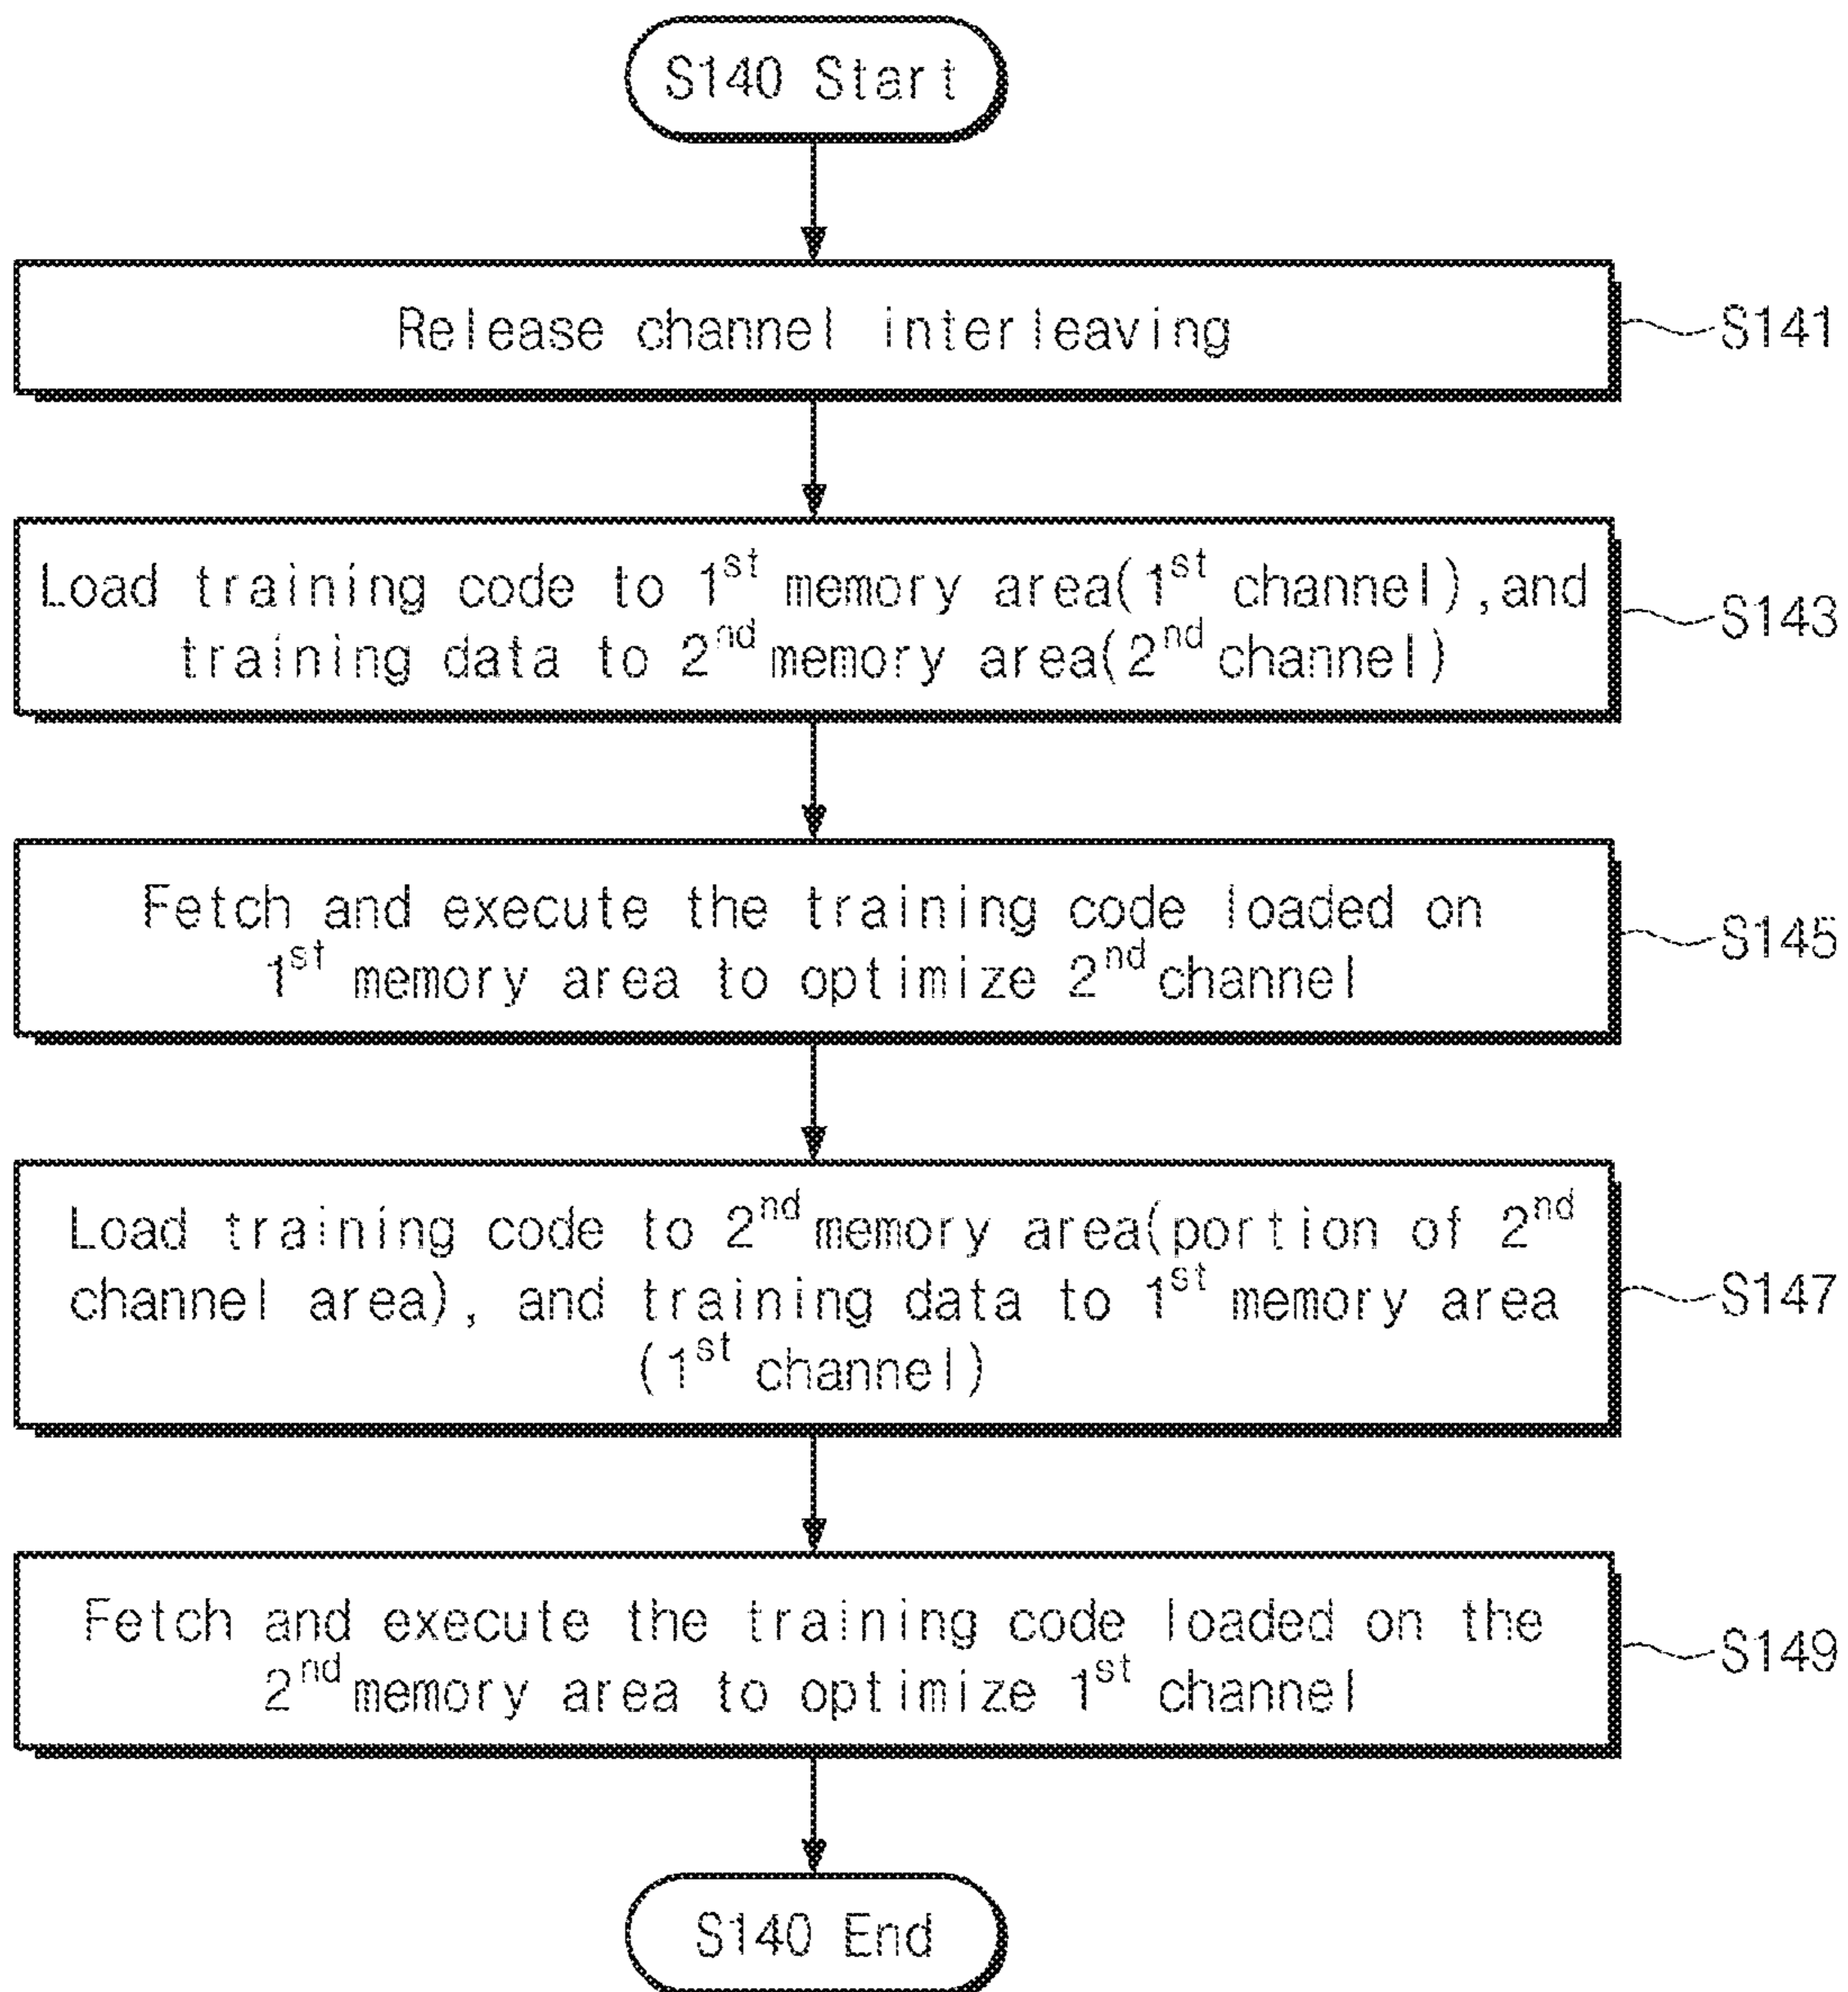 S140 Start
Release channel interleaving
S141
Load training code to 1st memory area(1st channel),and
training data to 2nd memory area(2nd channel)
S143
Fetch and execute the training code loaded on
1st memory area to optimize 2nd channel
S145
Load training code to 2nd memory area(portion of 2nd
channel area), and training data to 1st memory area
(1st channel)
S147
Fetch and execute the training code loaded on the
2nd memory area to optimize 1st channel
S149
S140 End